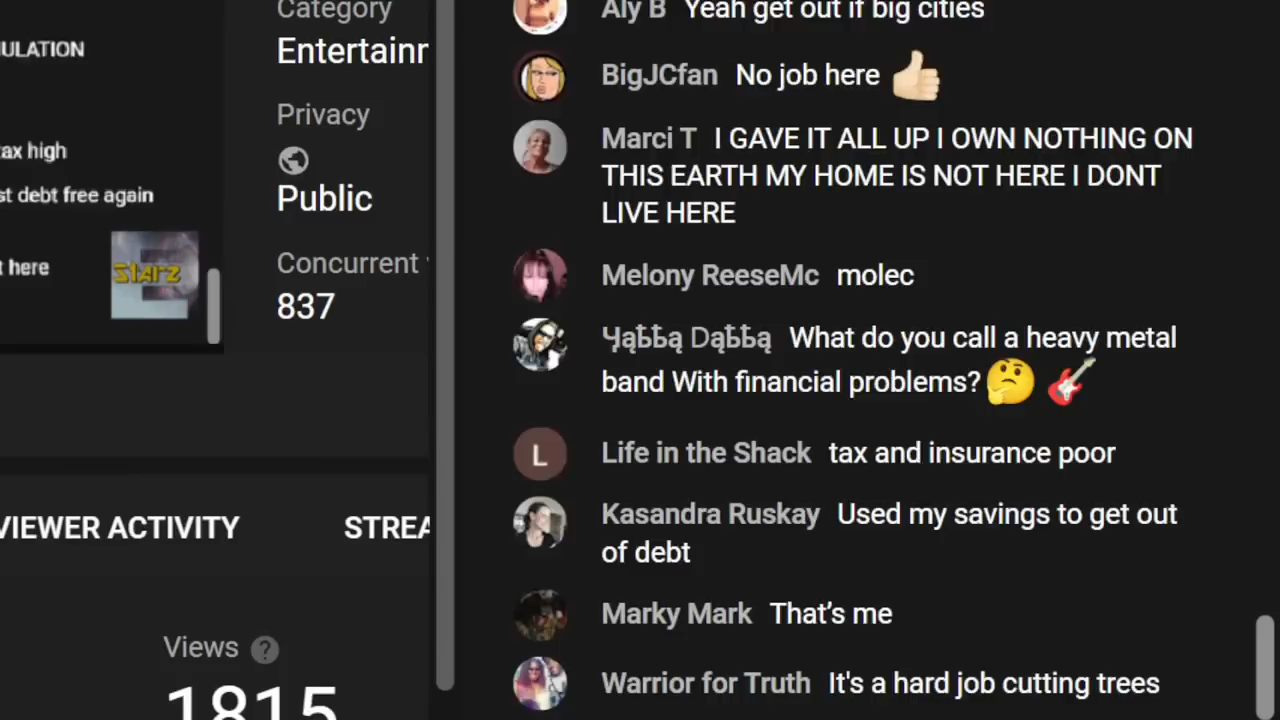 Category
ULATION
Entertainr
Privacy
ax high
Public
st debt free again
Concurrent
t here
STARZ
837
VIEWER ACTIVITY
STREA
Views ?
1815
Aly B Yeah get out if big cities
BigJCfan No job here 👍🏻
Marci T I GAVE IT ALL UP I OWN NOTHING ON
THIS EARTH MY HOME IS NOT HERE I DONT
LIVE HERE
Melony ReeseMc molec
Ⴗąҍҍą Dąҍҍą What do you call a heavy metal
band With financial problems?🤔 🎸
L
Life in the Shack tax and insurance poor
Kasandra Ruskay Used my savings to get out
of debt
Marky Mark That’s me
Warrior for Truth It's a hard job cutting trees